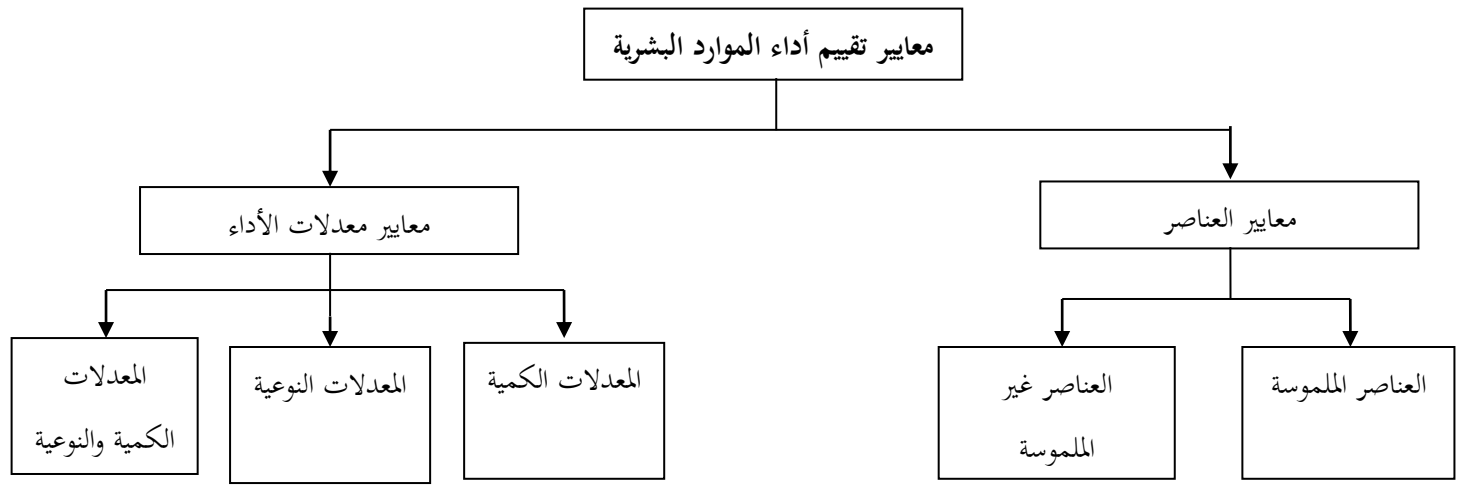 معايير تقييم أداء الموارد البشرية
معايير العناصر
معايير معدلات الأداء
العناصر الملموسة
العناصر غير
الملموسة
المعدلات الكمية
المعدلات النوعية
المعدلات
الكمية والنوعية